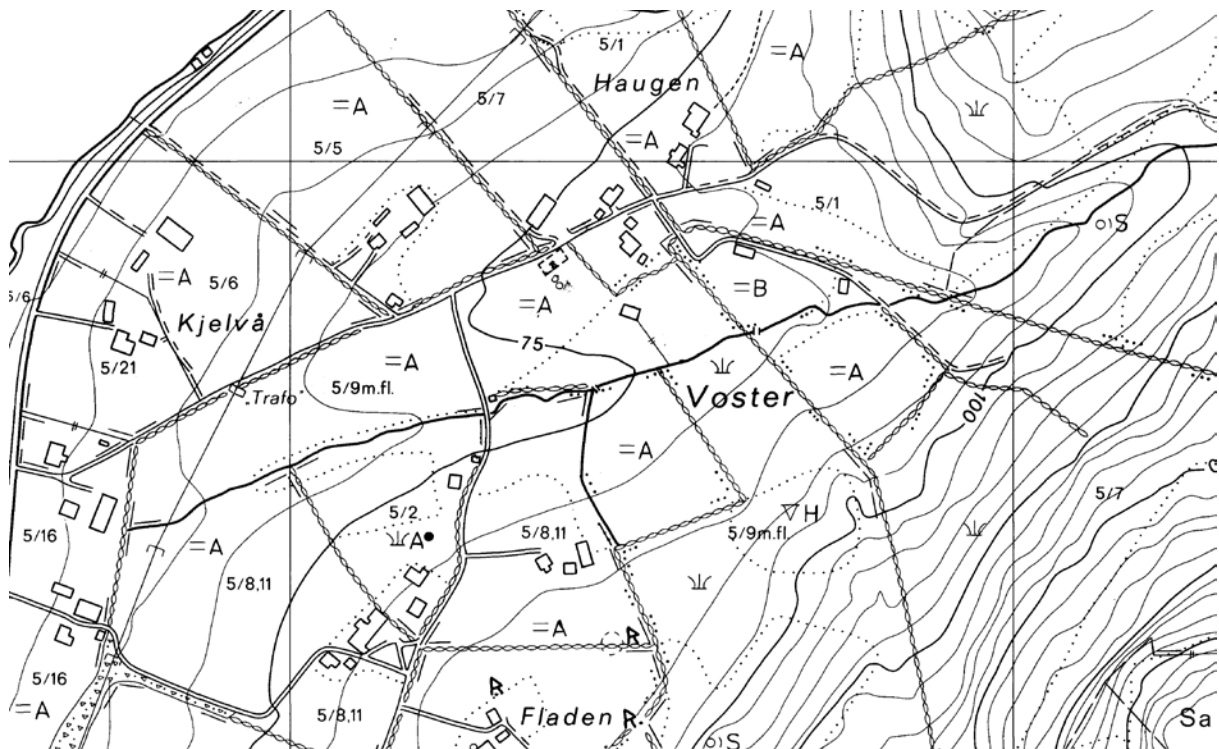 5/1
=A
Haugen
5/7
=A
=A
5/5
=A
5/1
S
=A
5/6
5/6
=B
=A
Kjelvå
75
=A
5/21
5/9m.fl.
Trafo
Voster
=A
100
=A
5/7
5/2
H
5/16
A
5/8,11
5/9m.fl.
=A
5/8,11
=A
R
5/16
R
=A
5/8,11
Fladen
R
Sa
S